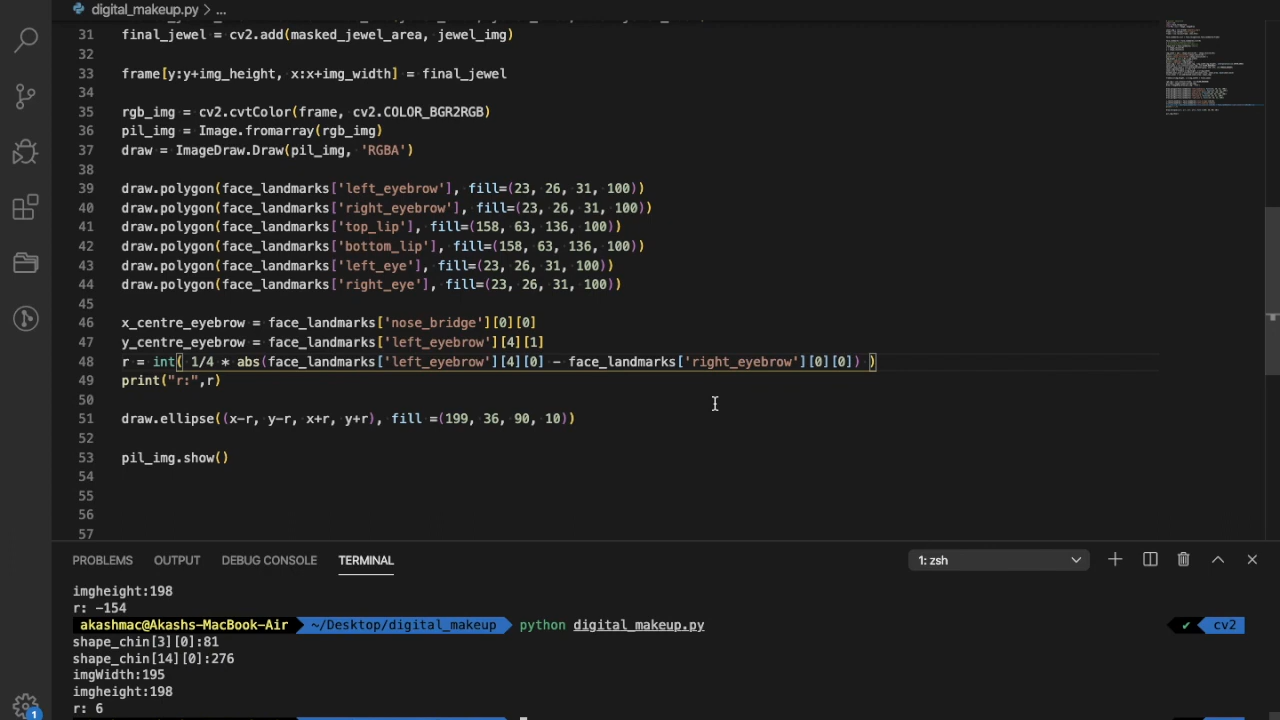 digital_makeup.py > ...
31 final_jewel = cv2.add(masked_jewel_area, jewel_img)
32
33 frame[y:y+img_height, x:x+img_width] = final_jewel
34
35 rgb_img = cv2.cvtColor(frame, cv2.COLOR_BGR2RGB)
36 pil_img = Image.fromarray(rgb_img)
37 draw = ImageDraw.Draw(pil_img, 'RGBA')
38
39 draw.polygon(face_landmarks['left_eyebrow'], fill=(23, 26, 31, 100))
40 draw.polygon(face_landmarks['right_eyebrow'], fill=(23, 26, 31, 100))
41 draw.polygon(face_landmarks['top_lip'], fill=(158, 63, 136, 100))
42 draw.polygon(face_landmarks['bottom_lip'], fill=(158, 63, 136, 100))
43 draw.polygon(face_landmarks['left_eye'], fill=(23, 26, 31, 100))
44 draw.polygon(face_landmarks['right_eye'], fill=(23, 26, 31, 100))
45
46 x_centre_eyebrow = face_landmarks['nose_bridge'][0][0]
47 y_centre_eyebrow = face_landmarks['left_eyebrow'][4][1]
48 r = int( 1/4 * abs(face_landmarks['left_eyebrow'][4][0] - face_landmarks['right_eyebrow'][0][0]) )
49 print("r:",r)
50
51 draw.ellipse((x-r, y-r, x+r, y+r), fill =(199, 36, 90, 10))
52
53 pil_img.show()
54
55
56
57
PROBLEMS OUTPUT DEBUG CONSOLE TERMINAL 1: zsh
imgheight:198
r: -154
akashmac@Akashs-MacBook-Air ~/Desktop/digital_makeup python digital_makeup.py ✔ cv2
shape_chin[3][0]:81
shape_chin[14][0]:276
imgWidth:195
imgheight:198
r: 6
1